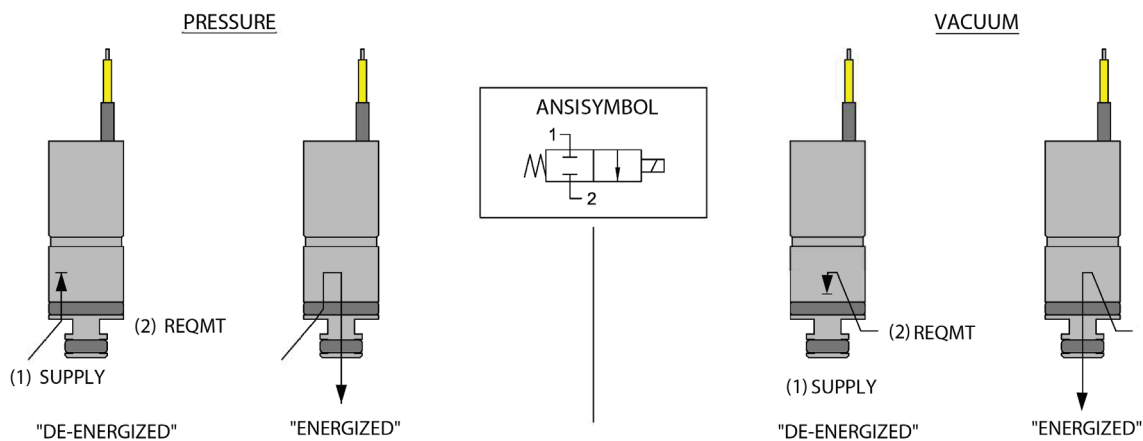 PRESSURE
VACUUM
ANSISYMBOL
1
2
(2) REQMT
(1) SUPPLY
"DE-ENERGIZED"
"ENERGIZED"
(2) REQMT
(1) SUPPLY
"DE-ENERGIZED"
"ENERGIZED"